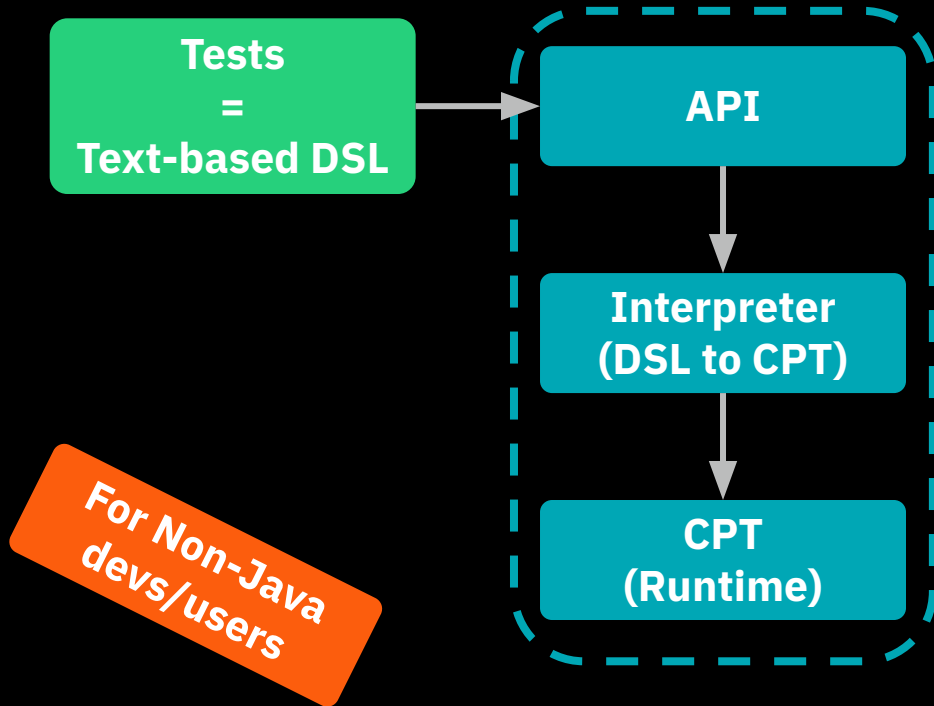 Tests
=
Text-based DSL
API
Interpreter
(DSL to CPT)
CPT
(Runtime)
For Non-Java
devs/users